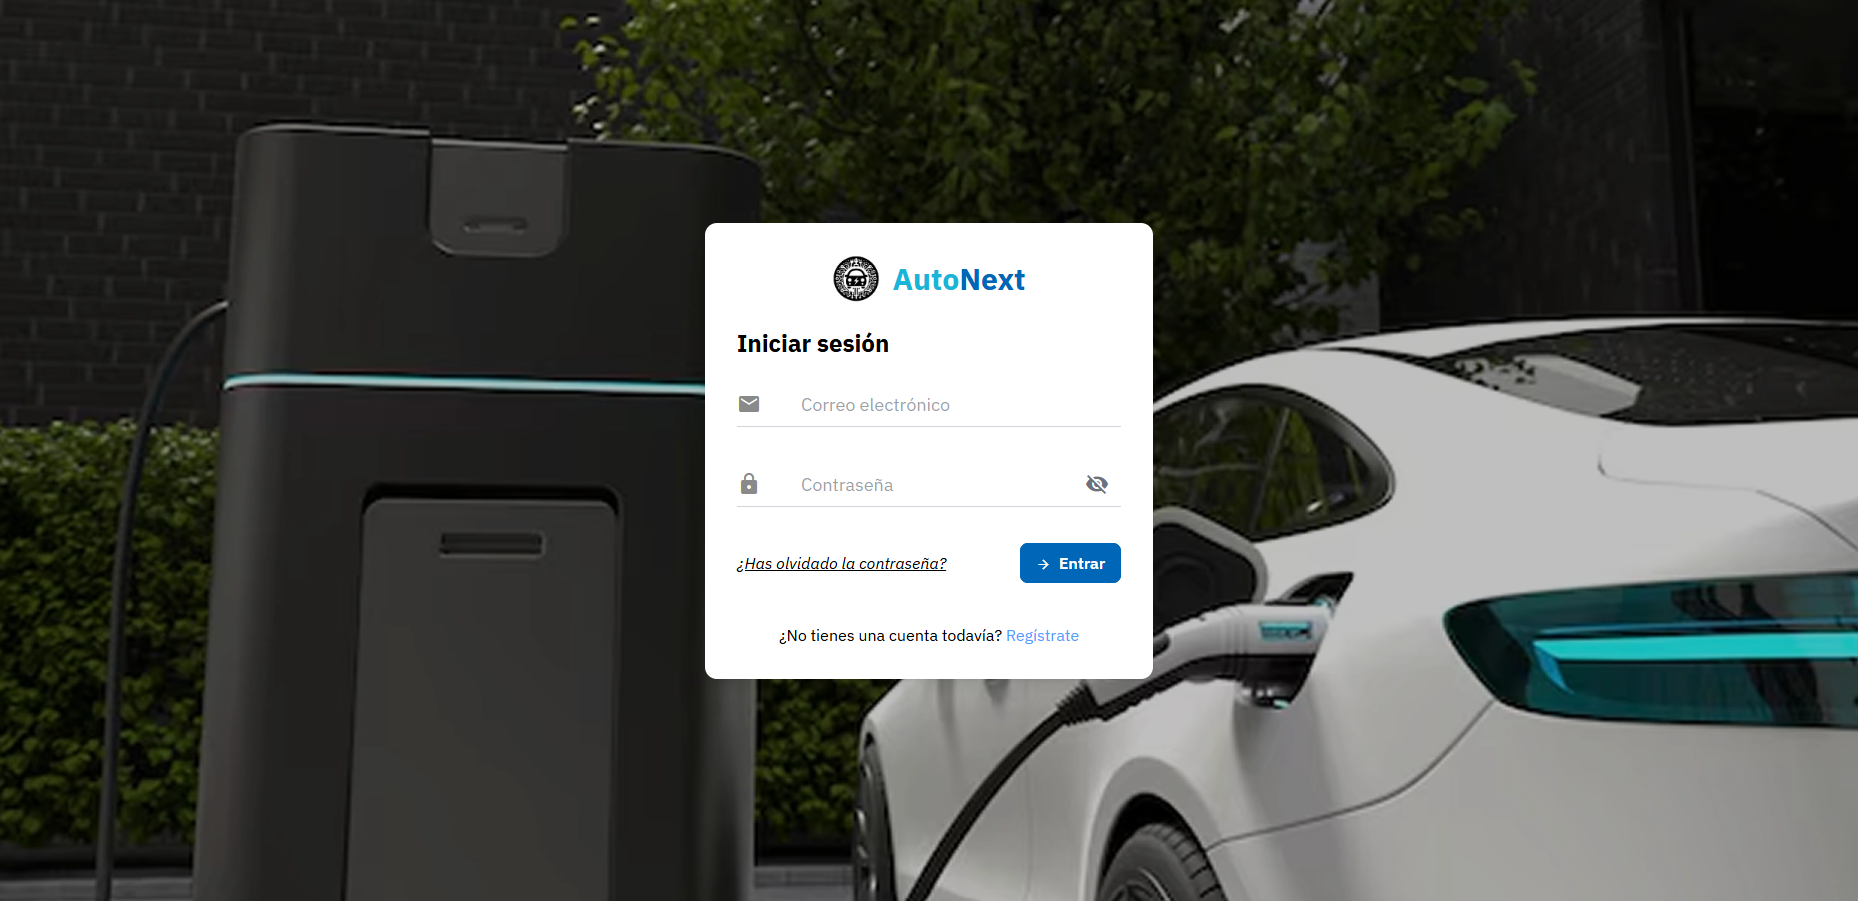 AutoNext
Iniciar sesión
Correo electrónico
Contraseña
¿Has olvidado la contraseña?
Entrar
¿No tienes una cuenta todavía? Regístrate